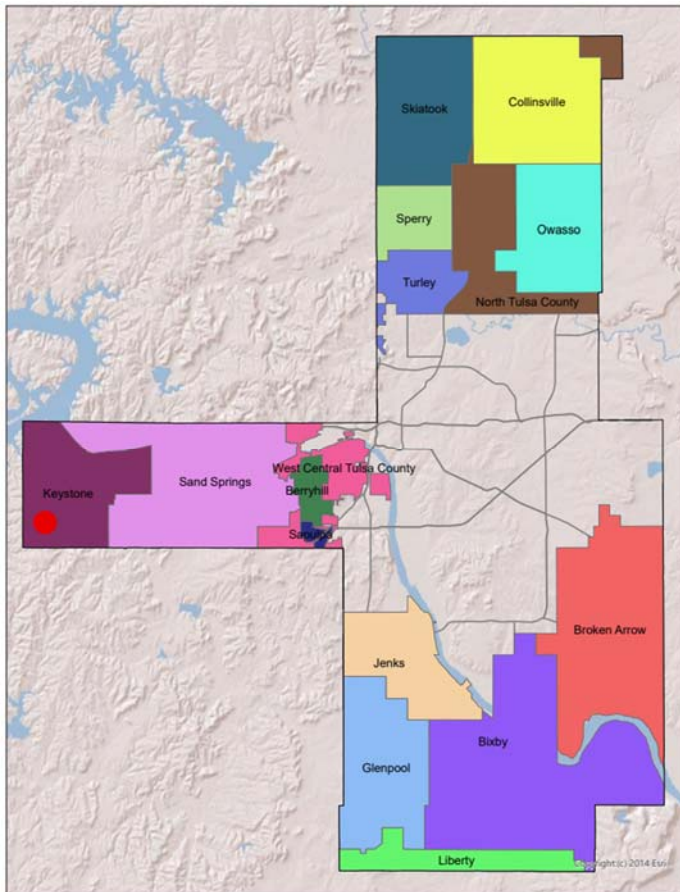 Skiatook
Collinsville
Sperry
Owasso
Turley
North Tulsa County
West Central Tulsa County
Sand Springs
Keystone
Berryhill
Sapulpa
Broken Arrow
Jenks
Bixby
Glenpool
Liberty
Copyright:(c) 2014 Esri